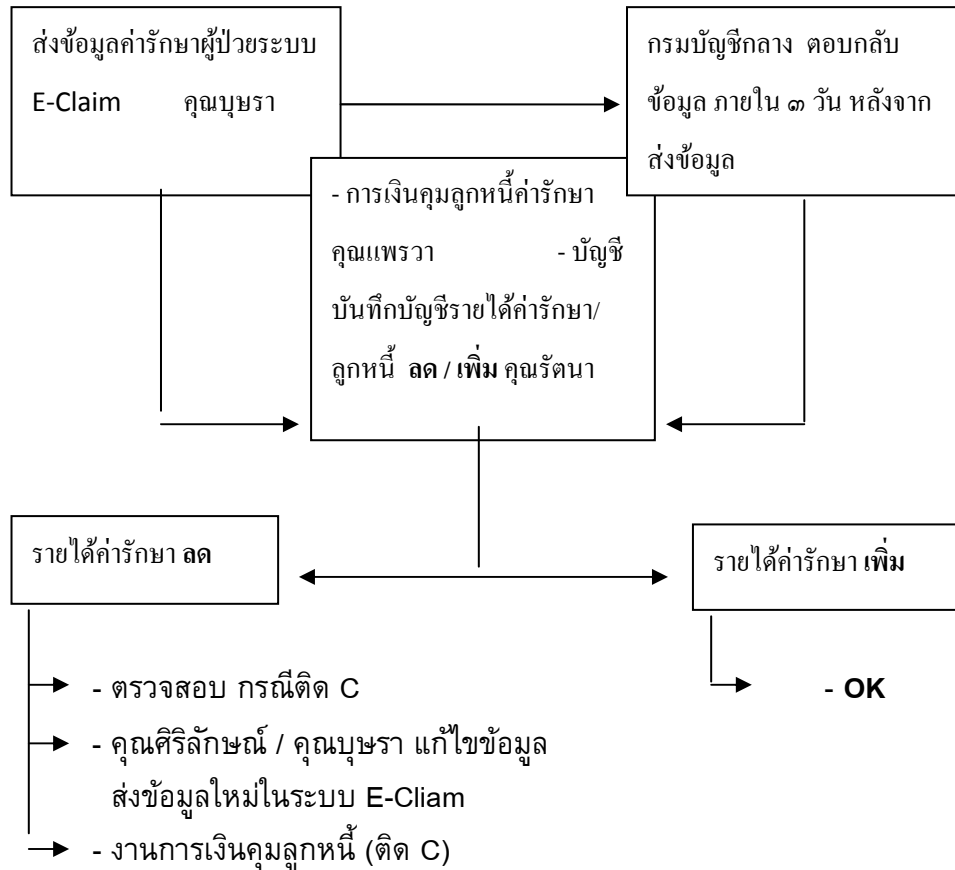 ส่งข้อมูลค่ารักษาผู้ป่วยระบบ
E-Claim คุณบุษรา
กรมบัญชีกลาง ตอบกลับ
ข้อมูล ภายใน ๓ วัน หลังจาก
ส่งข้อมูล
- การเงินคุมลูกหนี้ค่ารักษา
คุณแพรวา - บัญชี
บันทึกบัญชีรายได้ค่ารักษา/
ลูกหนี้ ลด / เพิ่ม คุณรัตนา
รายได้ค่ารักษา ลด
รายได้ค่ารักษา เพิ่ม
- ตรวจสอบ กรณีติด C
- คุณศิริลักษณ์ / คุณบุษรา แก้ไขข้อมูล
ส่งข้อมูลใหม่ในระบบ E-Cliam
- งานการเงินคุมลูกหนี้ (ติด C)
- OK